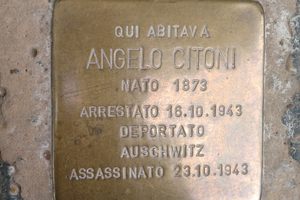 QUI ABITAVA
ANGELO CITONI
NATO 1873
ARRESTATO 16.10.1943
DEPORTATO
AUSCHWITZ
ASSASSINATO 23.10.1943